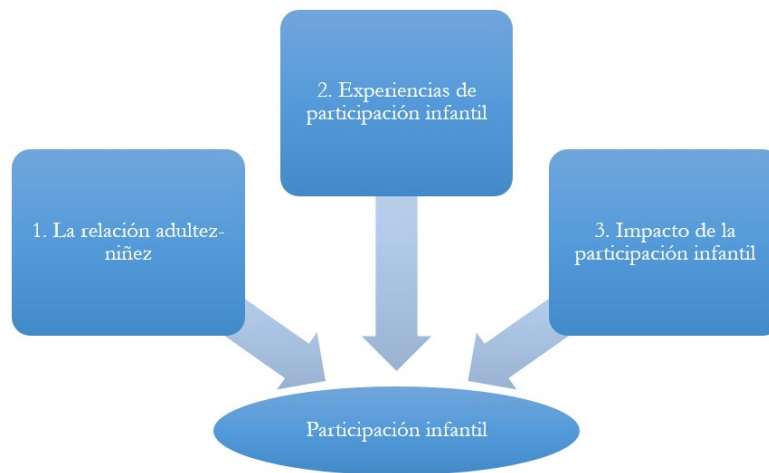 2. Experiencias de
participación infantil
1. La relación adultez-
niñez
3. Impacto de la
participación infantil
Participación infantil